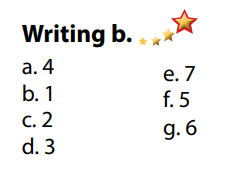 Writing b.
a. 4
b. 1
c. 2
d. 3
e. 7
f. 5
g. 6